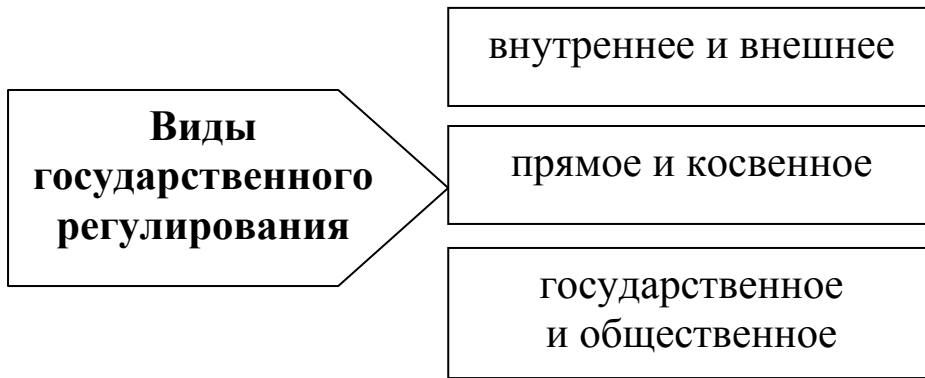 Виды
государственного
регулирования
внутреннее и внешнее
прямое и косвенное
государственное
и общественное